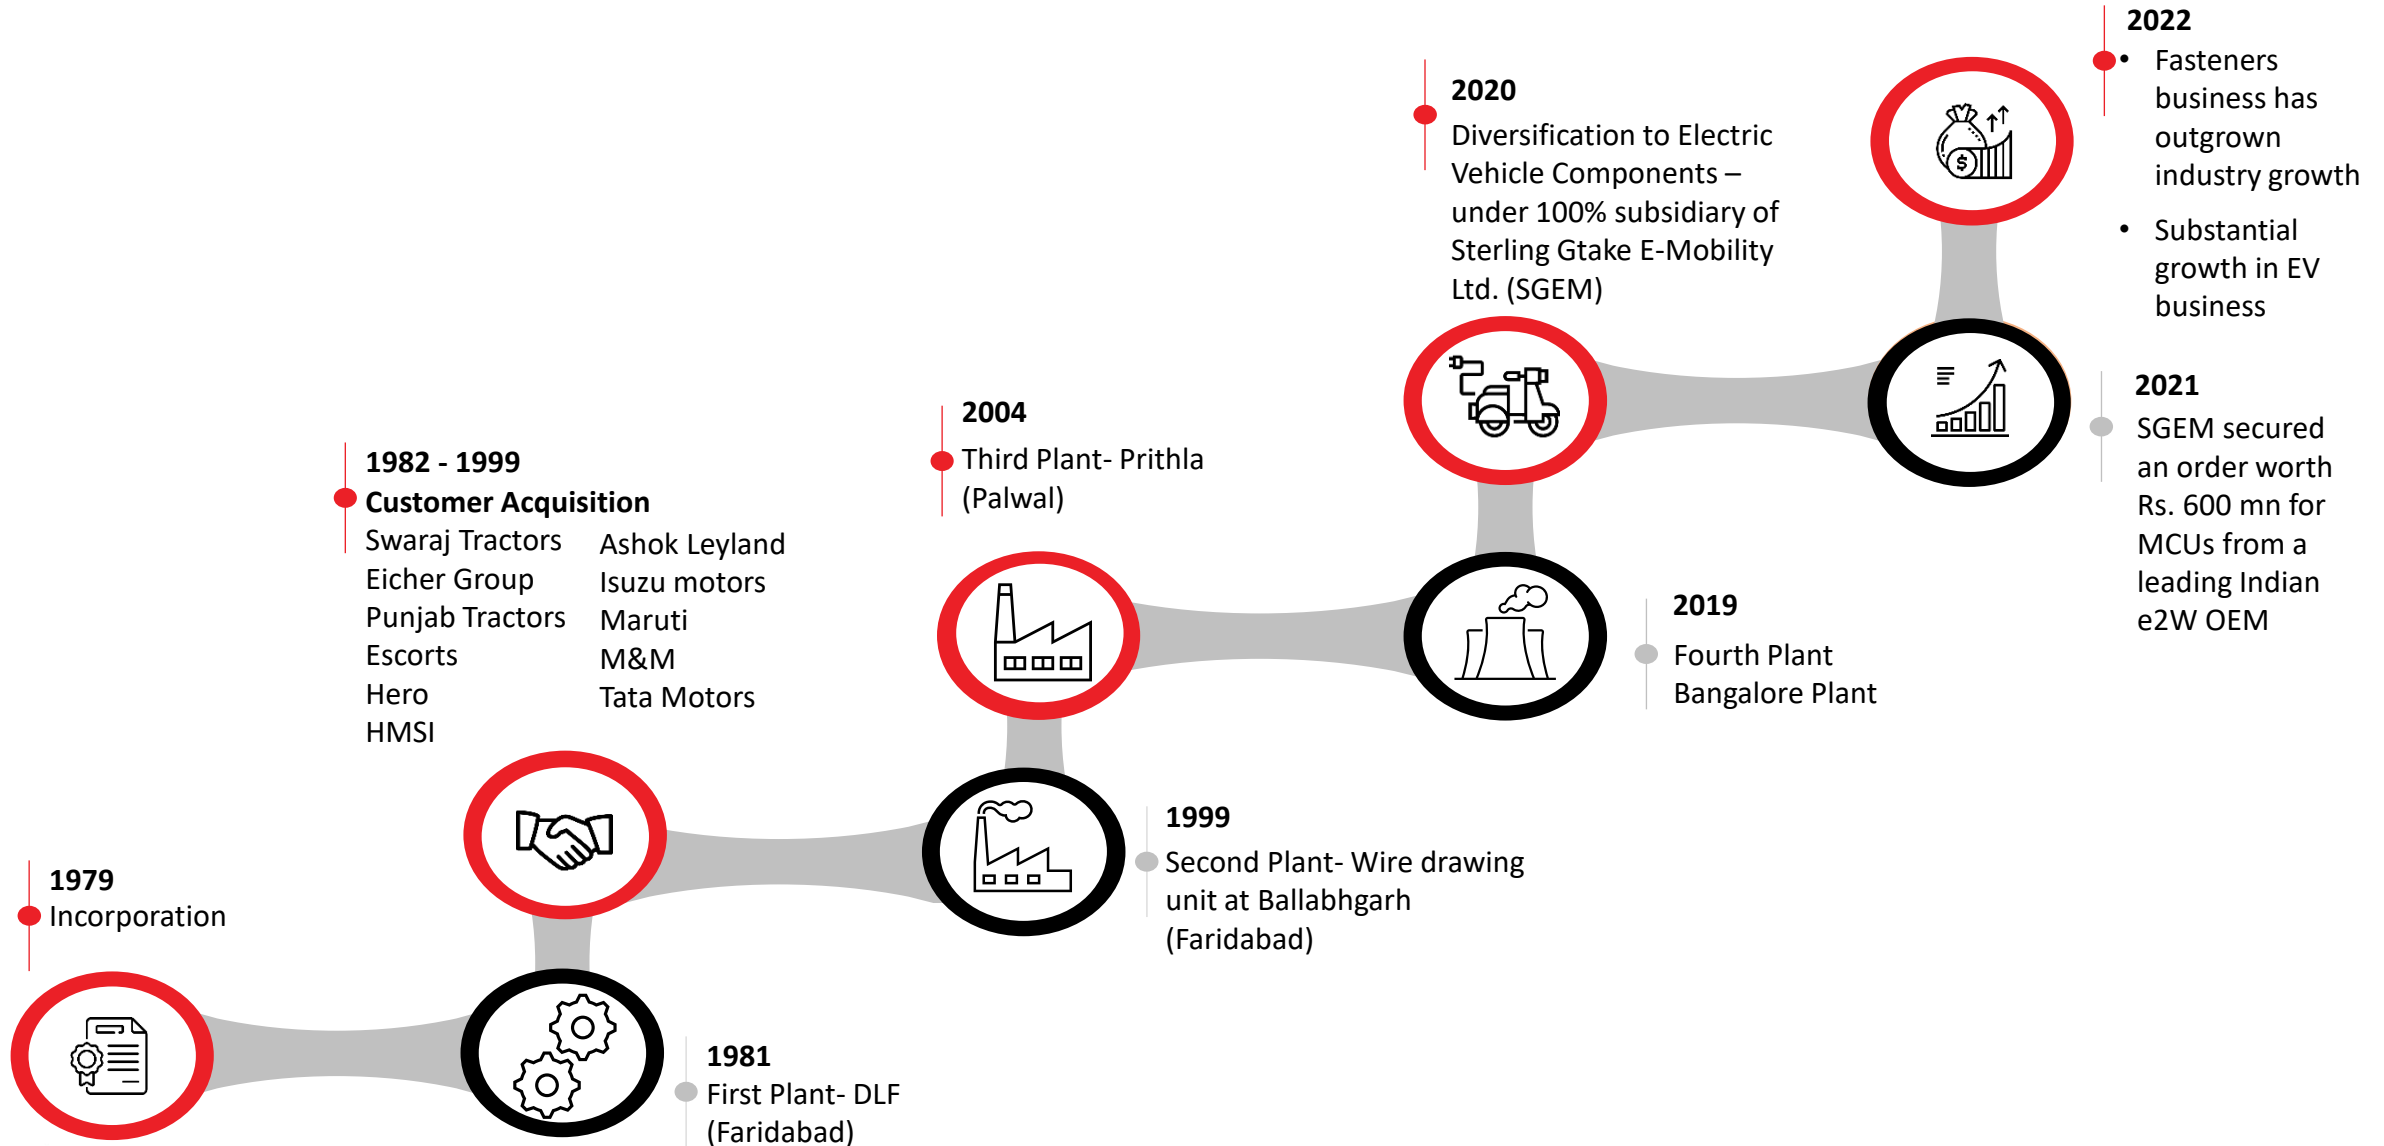 1979
Incorporation
1981
First Plant- DLF
(Faridabad)
1982 - 1999
Customer Acquisition
Swaraj Tractors
Eicher Group
Punjab Tractors
Escorts
Hero
HMSI
Ashok Leyland
Isuzu motors
Maruti
M&M
Tata Motors
1999
Second Plant- Wire drawing
unit at Ballabhgarh
(Faridabad)
2004
Third Plant- Prithla
(Palwal)
2019
Fourth Plant
Bangalore Plant
2020
Diversification to Electric
Vehicle Components –
under 100% subsidiary of
Sterling Gtake E-Mobility
Ltd. (SGEM)
2021
SGEM secured
an order worth
Rs. 600 mn for
MCUs from a
leading Indian
e2W OEM
2022
• Fasteners
business has
outgrown
industry growth
• Substantial
growth in EV
business
$